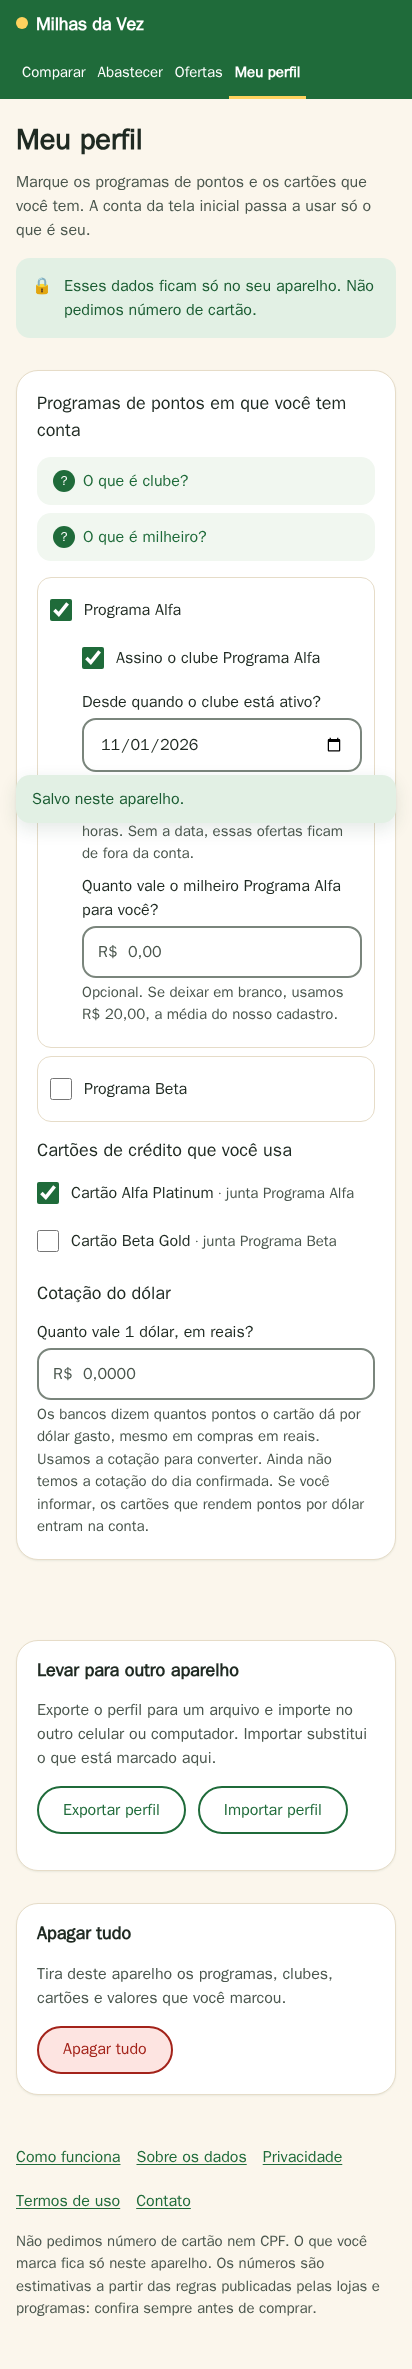 Milhas da Vez
Comparar Abastecer Ofertas Meu perfil
Meu perfil
Marque os programas de pontos e os cartões que
você tem. A conta da tela inicial passa a usar só o
que é seu.
Esses dados ficam só no seu aparelho. Não
pedimos número de cartão.
Programas de pontos em que você tem
conta
? O que é clube?
? O que é milheiro?
Programa Alfa
Assino o clube Programa Alfa
Desde quando o clube está ativo?
11/01/2026
Salvo neste aparelho.
horas. Sem a data, essas ofertas ficam
de fora da conta.
Quanto vale o milheiro Programa Alfa
para você?
R$ 0,00
Opcional. Se deixar em branco, usamos
R$ 20,00, a média do nosso cadastro.
Programa Beta
Cartões de crédito que você usa
Cartão Alfa Platinum · junta Programa Alfa
Cartão Beta Gold · junta Programa Beta
Cotação do dólar
Quanto vale 1 dólar, em reais?
R$ 0,0000
Os bancos dizem quantos pontos o cartão dá por
dólar gasto, mesmo em compras em reais.
Usamos a cotação para converter. Ainda não
temos a cotação do dia confirmada. Se você
informar, os cartões que rendem pontos por dólar
entram na conta.
Levar para outro aparelho
Exporte o perfil para um arquivo e importe no
outro celular ou computador. Importar substitui
o que está marcado aqui.
Exportar perfil Importar perfil
Apagar tudo
Tira deste aparelho os programas, clubes,
cartões e valores que você marcou.
Apagar tudo
Como funciona Sobre os dados Privacidade
Termos de uso Contato
Não pedimos número de cartão nem CPF. O que você
marca fica só neste aparelho. Os números são
estimativas a partir das regras publicadas pelas lojas e
programas: confira sempre antes de comprar.